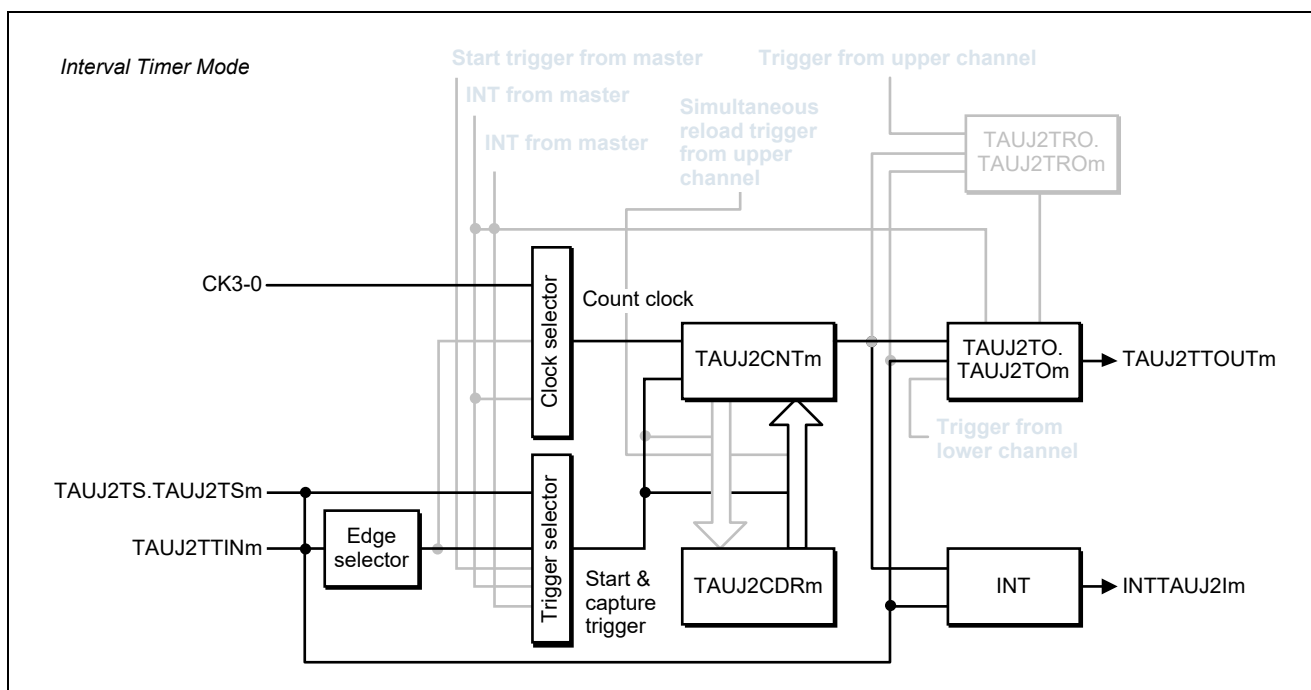 Interval Timer Mode
Start trigger from master
INT from master
INT from master
Simultaneous
reload trigger
from upper
channel
Trigger from upper channel
TAUJ2TRO.
TAUJ2TROm
CK3-0
Clock selector
Count clock
TAUJ2CNTm
TAUJ2TO.
TAUJ2TOm
TAUJ2TTOUTm
Trigger from
lower channel
TAUJ2TS.TAUJ2TSm
TAUJ2TTINm
Edge
selector
Trigger selector
Start &
capture
trigger
TAUJ2CDRm
INT
INTTAUJ2Im